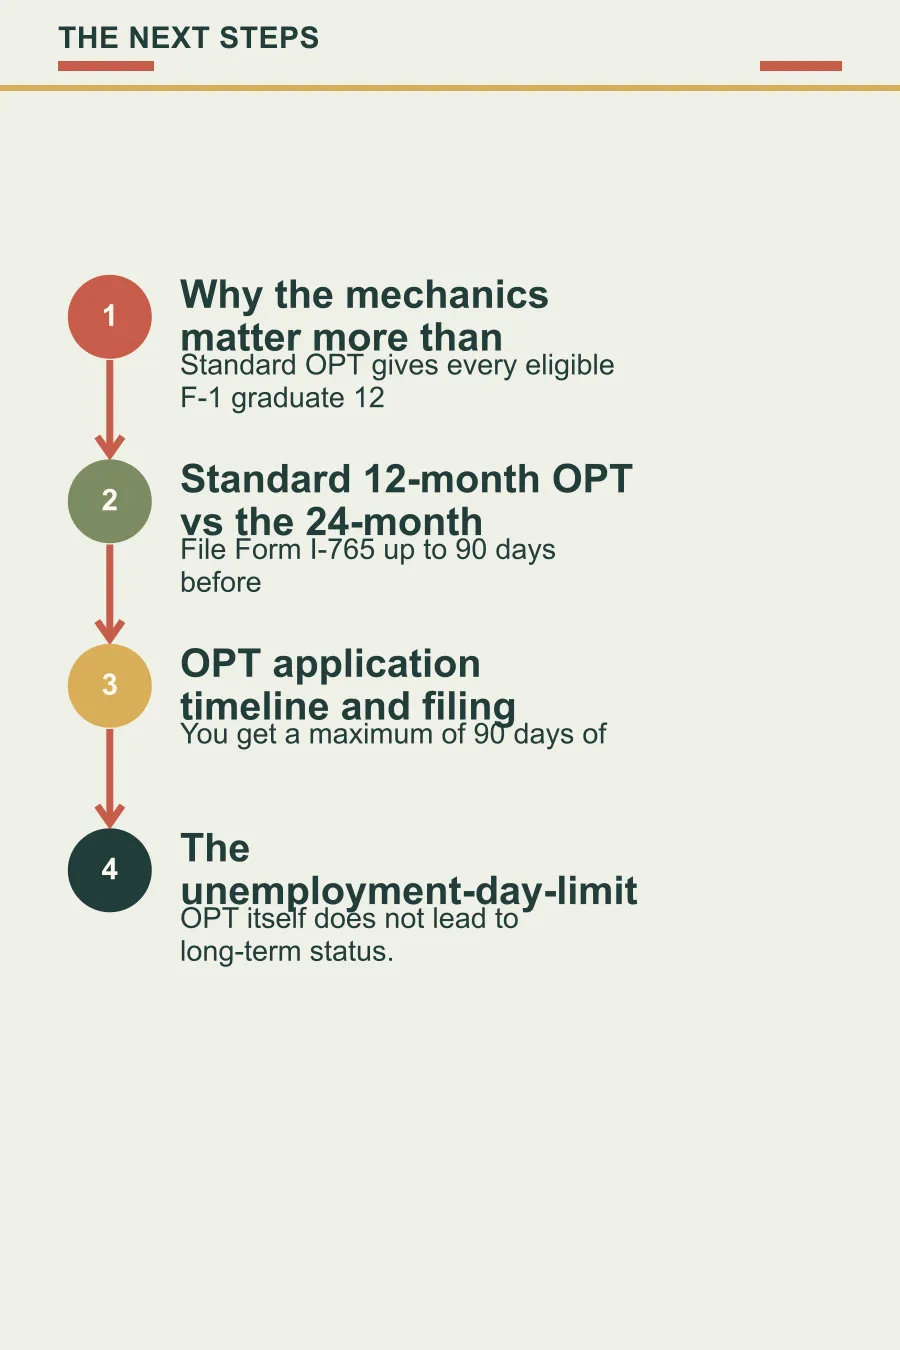 THE NEXT STEPS
1
Why the mechanics
matter more than
Standard OPT gives every eligible
F-1 graduate 12
2
Standard 12-month OPT
vs the 24-month
File Form I-765 up to 90 days
before
3
OPT application
timeline and filing
You get a maximum of 90 days of
4
The
unemployment-day-limit
OPT itself does not lead to
long-term status.